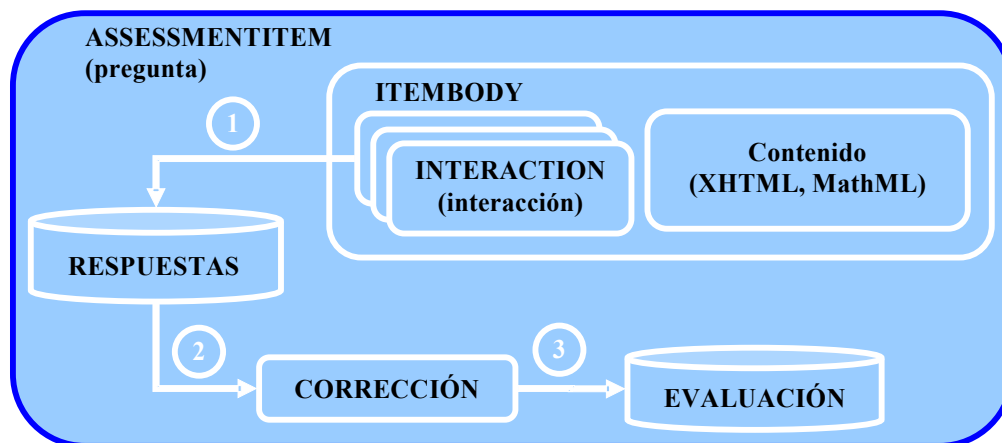 ASSESSMENTITEM
(pregunta)
ITEMBODY
1
INTERACTION
(interacción)
Contenido
(XHTML, MathML)
RESPUESTAS
2
CORRECCIÓN
3
EVALUACIÓN